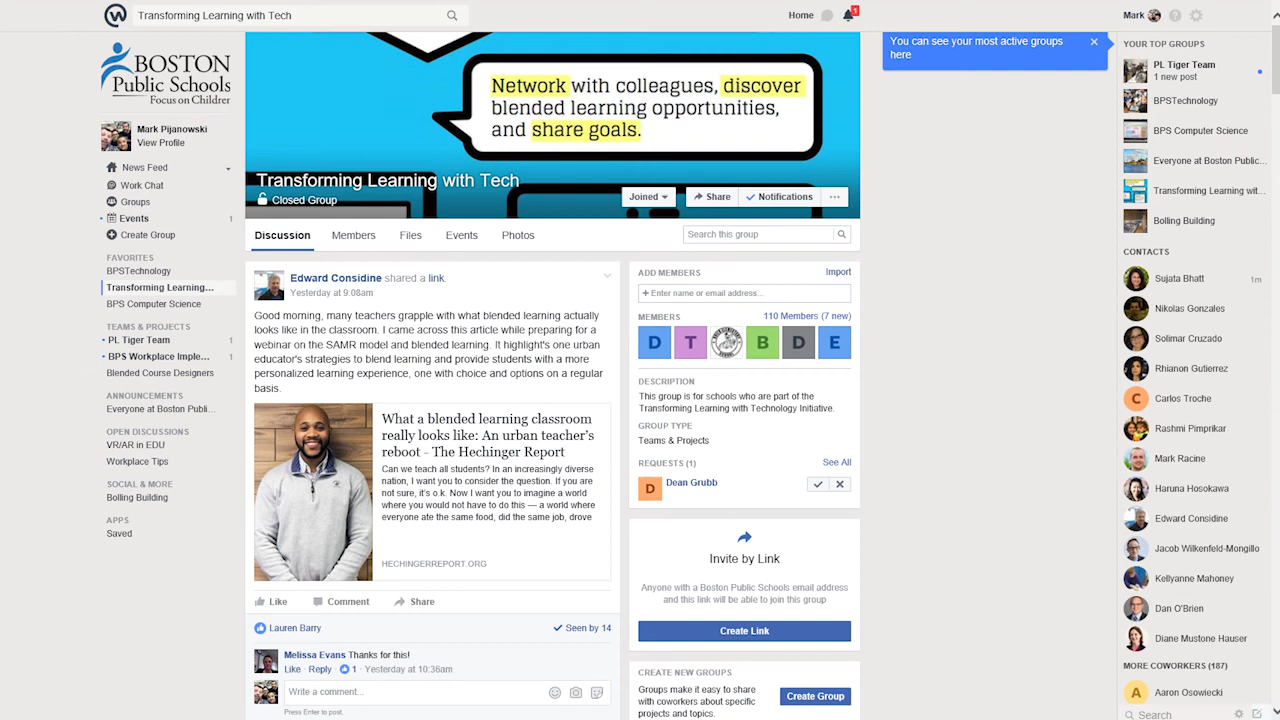 Transforming Learning with Tech
Home
1
Mark
BOSTON
Public Schools
Focus on Children
Mark Pijanowski
View Profile
News Feed
Work Chat
Groups
Events 1
Create Group
FAVORITES
BPSTechnology
Transforming Learning...
BPS Computer Science
TEAMS & PROJECTS
PL Tiger Team 1
BPS Workplace Imple... 1
Blended Course Designers
ANNOUNCEMENTS
Everyone at Boston Publi...
OPEN DISCUSSIONS
VR/AR in EDU
Workplace Tips
SOCIAL & MORE
Bolling Building
APPS
Saved
Network with colleagues, discover
blended learning opportunities,
and share goals.
Transforming Learning with Tech
Closed Group
Joined
Share
Notifications
Discussion Members Files Events Photos
Search this group
Edward Considine shared a link.
Yesterday at 9:08am
Good morning, many teachers grapple with what blended learning actually
looks like in the classroom. I came across this article while preparing for a
webinar on the SAMR model and blended learning. It highlight's one urban
educator's strategies to blend learning and provide students with a more
personalized learning experience, one with choice and options on a regular
basis.
What a blended learning classroom
really looks like: An urban teacher's
reboot - The Hechinger Report
Can we teach all students? In an increasingly diverse
nation, I want you to consider the question. If you are
not sure, it's o.k. Now I want you to imagine a world
where you would not have to do this — a world where
everyone ate the same food, did the same job, drove
HECHINGERREPORT.ORG
Like Comment Share
Lauren Barry
Seen by 14
Melissa Evans Thanks for this!
Like · Reply · 1 · Yesterday at 10:36am
Write a comment...
Press Enter to post.
ADD MEMBERS
Import
+ Enter name or email address...
MEMBERS
110 Members (7 new)
D T B D E
DESCRIPTION
This group is for schools who are part of the
Transforming Learning with Technology Initiative.
GROUP TYPE
Teams & Projects
REQUESTS (1)
See All
D
Dean Grubb
Invite by Link
Anyone with a Boston Public Schools email address
and this link will be able to join this group
Create Link
CREATE NEW GROUPS
Groups make it easy to share
with coworkers about specific
projects and topics.
Create Group
You can see your most active groups
here
YOUR TOP GROUPS
PL Tiger Team
1 new post
BPSTechnology
BPS Computer Science
Everyone at Boston Public...
Transforming Learning wit...
Bolling Building
CONTACTS
Sujata Bhatt 1m
Nikolas Gonzales
Solimar Cruzado
Rhianon Gutierrez
C Carlos Troche
Rashmi Pimprikar
Mark Racine
Haruna Hosokawa
Edward Considine
Jacob Wilkenfeld-Mongillo
Kellyanne Mahoney
Dan O'Brien
Diane Mustone Hauser
MORE COWORKERS (187)
A Aaron Osowiecki
Search